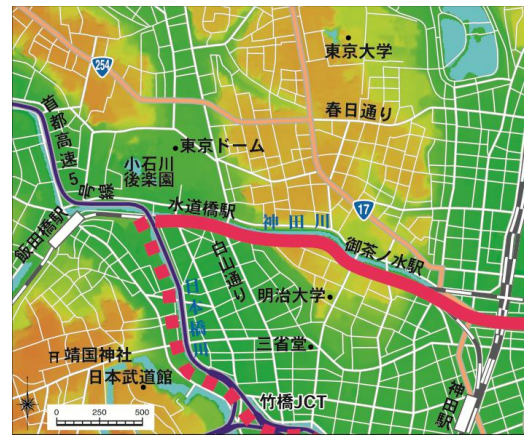 東京大学
254
春日通り
首都高速5号線
東京ドーム
小石川
後楽園
水道橋駅
神田川
17
飯田橋駅
白山通り
御茶ノ水駅
日本橋川
明治大学
三省堂
靖国神社
日本武道館
竹橋JCT
神田駅
0 250 500